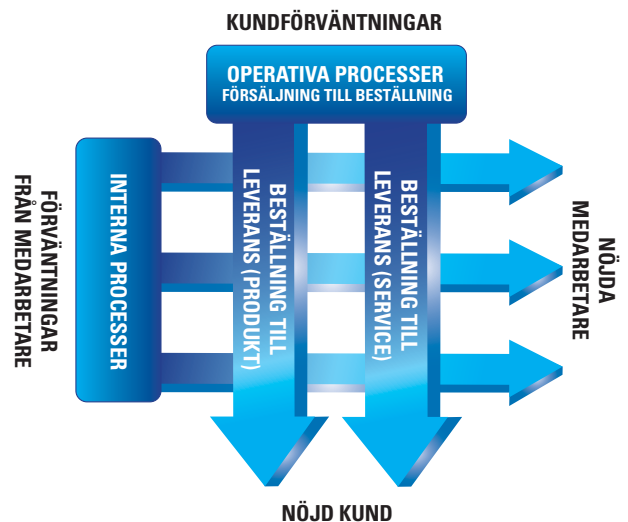 KUNDFÖRVÄNTNINGAR
OPERATIVA PROCESSER
FÖRSÄLJNING TILL BESTÄLLNING
FÖRVÄNTNINGAR
FRÅN MEDARBETARE
INTERNA PROCESSER
BESTÄLLNING TILL
LEVERANS (PRODUKT)
BESTÄLLNING TILL
LEVERANS (SERVICE)
NÖJDA
MEDARBETARE
NÖJD KUND